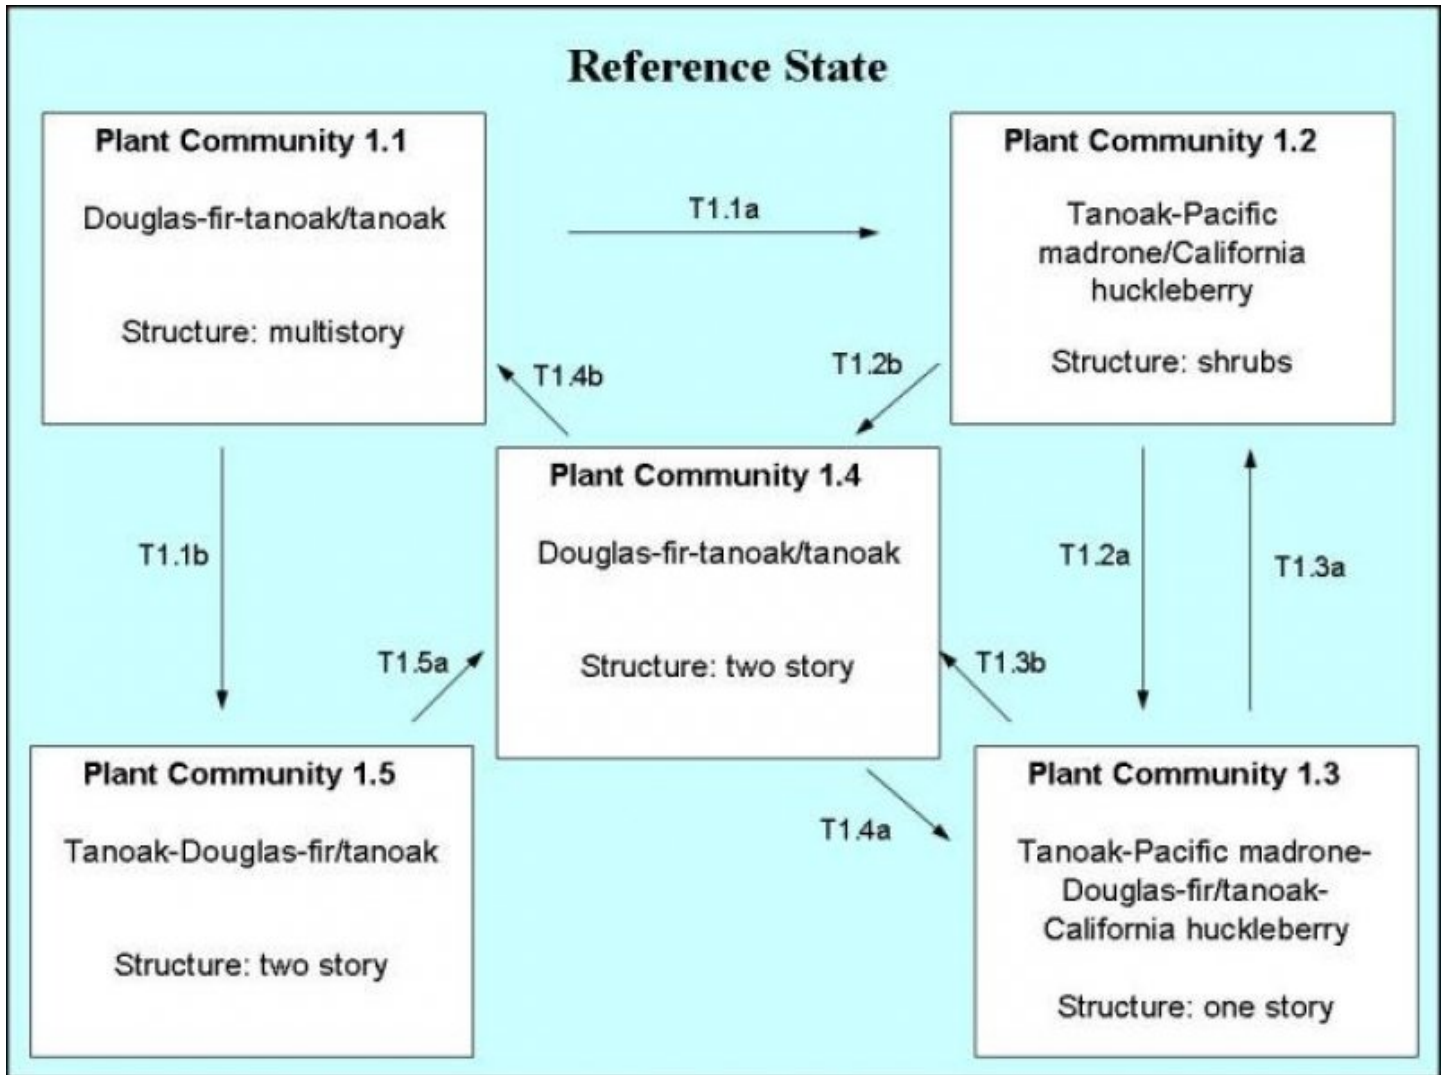 Reference State
Plant Community 1.1
Douglas-fir-tanoak/tanoak
Structure: multistory
T1.1a
Plant Community 1.2
Tanoak-Pacific
madrone/California
huckleberry
Structure: shrubs
T1.4b
T1.2b
Plant Community 1.4
Douglas-fir-tanoak/tanoak
Structure: two story
T1.1b
T1.2a
T1.3a
T1.5a
T1.3b
Plant Community 1.5
Tanoak-Douglas-fir/tanoak
Structure: two story
T1.4a
Plant Community 1.3
Tanoak-Pacific madrone-
Douglas-fir/tanoak-
California huckleberry
Structure: one story